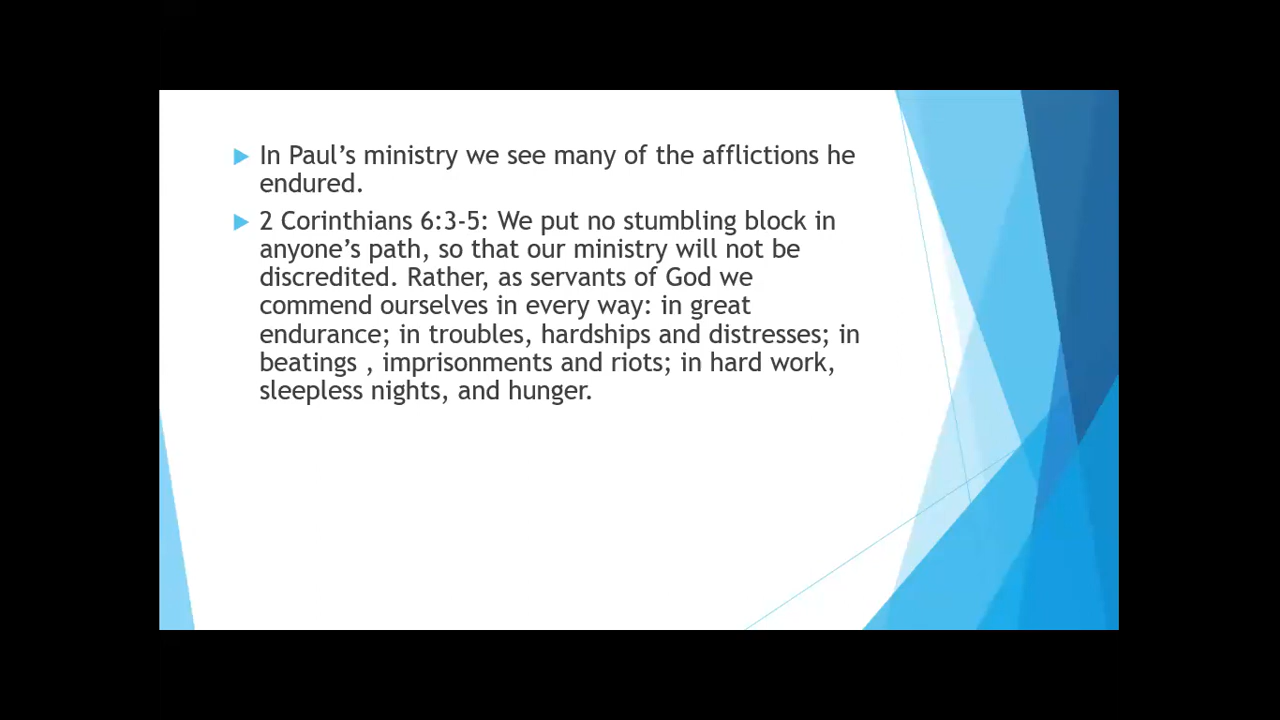 In Paul’s ministry we see many of the afflictions he
endured.
2 Corinthians 6:3-5: We put no stumbling block in
anyone’s path, so that our ministry will not be
discredited. Rather, as servants of God we
commend ourselves in every way: in great
endurance; in troubles, hardships and distresses; in
beatings , imprisonments and riots; in hard work,
sleepless nights, and hunger.